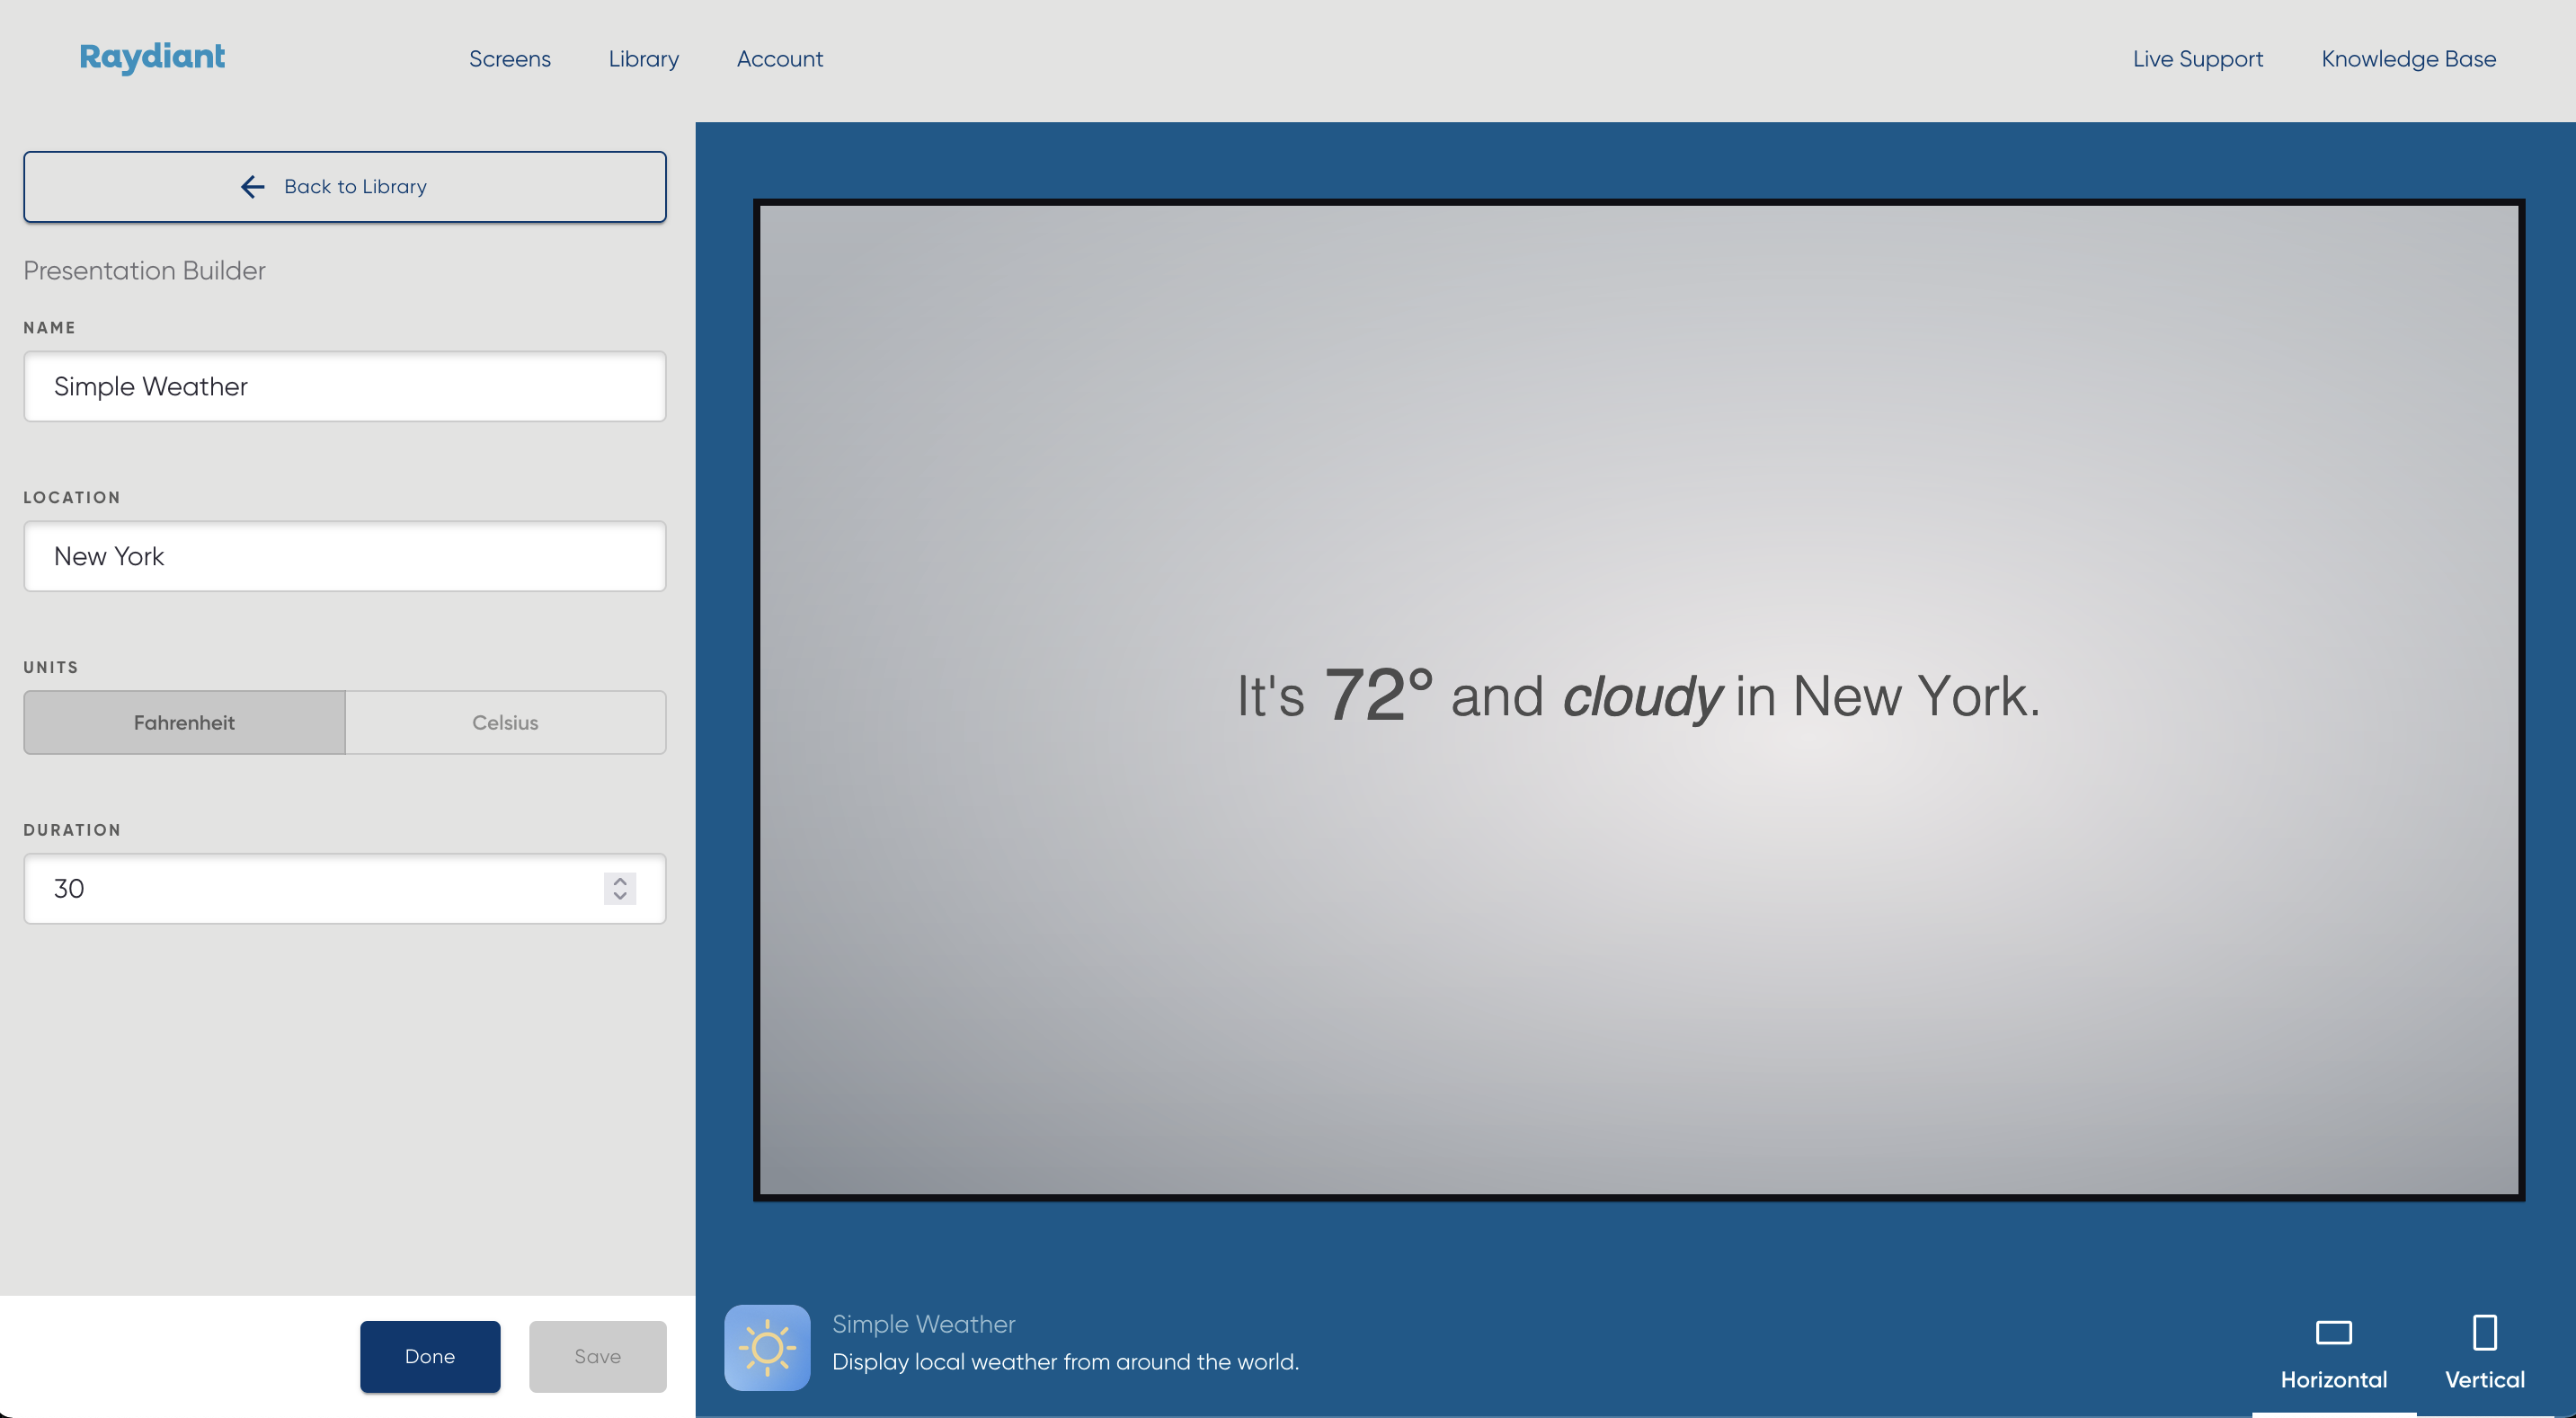 Raydiant
Screens
Library
Account
Live Support
Knowledge Base
Back to Library
Presentation Builder
NAME
Simple Weather
LOCATION
New York
UNITS
Fahrenheit
Celsius
DURATION
30
Done
Save
It's 72° and cloudy in New York.
Simple Weather
Display local weather from around the world.
Horizontal
Vertical